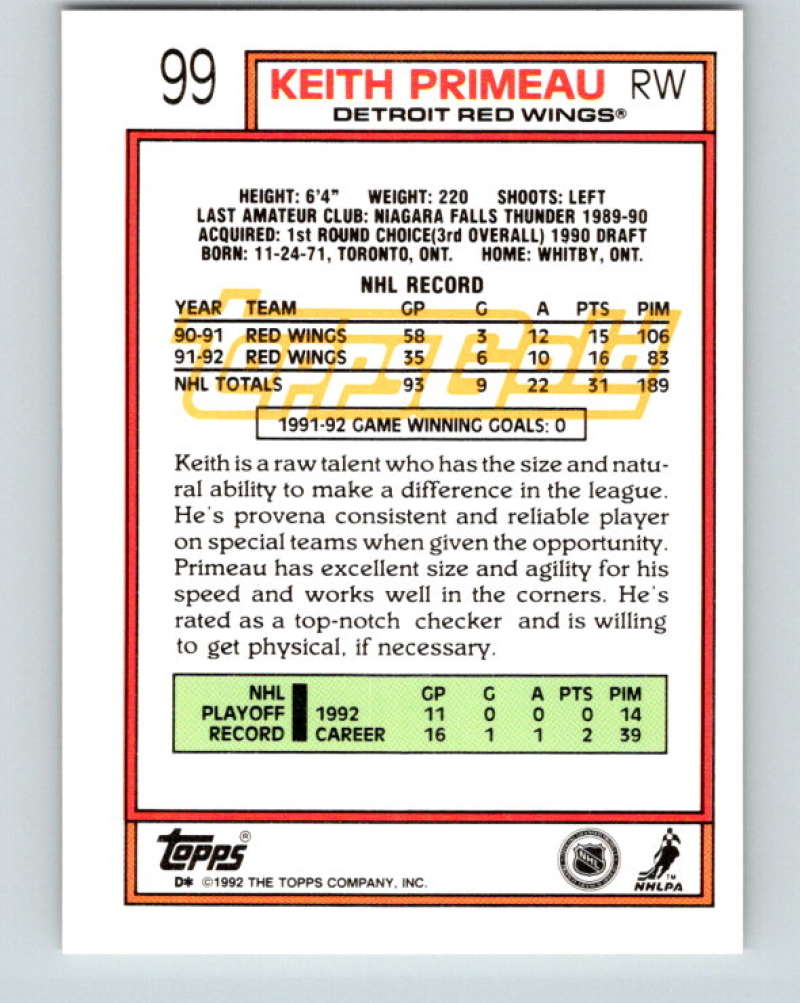 99 KEITH PRIMEAU RW
DETROIT RED WINGS®
HEIGHT: 6'4" WEIGHT: 220 SHOOTS: LEFT
LAST AMATEUR CLUB: NIAGARA FALLS THUNDER 1989-90
ACQUIRED: 1st ROUND CHOICE(3rd OVERALL) 1990 DRAFT
BORN: 11-24-71, TORONTO, ONT. HOME: WHITBY, ONT.
NHL RECORD
YEAR TEAM GP G A PTS PIM
90-91 RED WINGS 58 3 12 15 106
91-92 RED WINGS 35 6 10 16 83
NHL TOTALS 93 9 22 31 189
ToppsGold
1991-92 GAME WINNING GOALS: 0
Keith is a raw talent who has the size and natu-
ral ability to make a difference in the league.
He's provena consistent and reliable player
on special teams when given the opportunity.
Primeau has excellent size and agility for his
speed and works well in the corners. He's
rated as a top-notch checker and is willing
to get physical, if necessary.
NHL GP G A PTS PIM
PLAYOFF 1992 11 0 0 0 14
RECORD CAREER 16 1 1 2 39
Topps®
D* ©1992 THE TOPPS COMPANY, INC.
NHL
NHLPA™